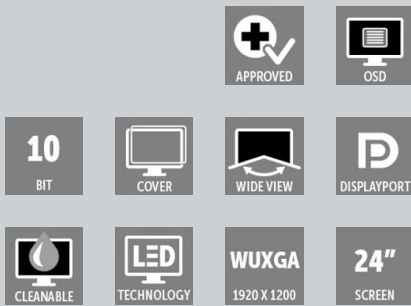 APPROVED
OSD
10
BIT
COVER
WIDE VIEW
DISPLAYPORT
CLEANABLE
LED
TECHNOLOGY
WUXGA
1920 X 1200
24"
SCREEN